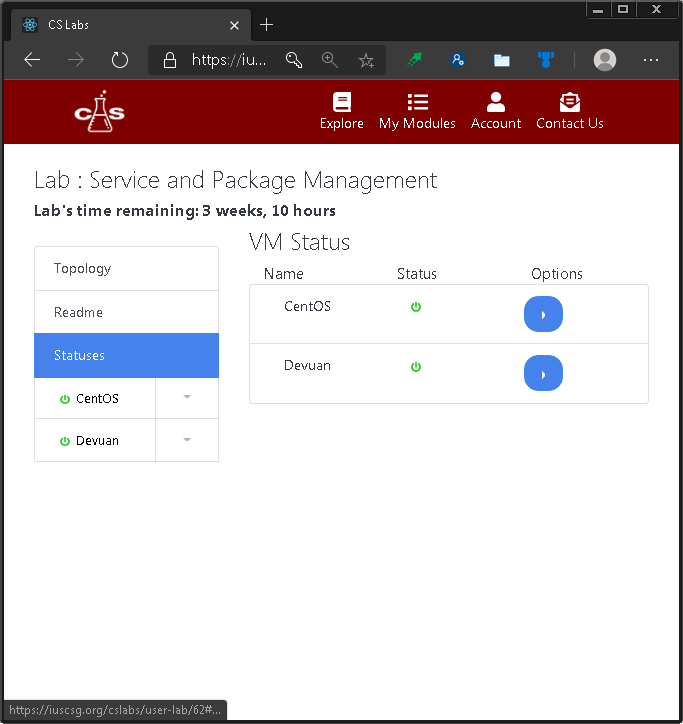 CS Labs
https://iu...
CS
Explore
My Modules
Account
Contact Us
Lab : Service and Package Management
Lab's time remaining: 3 weeks, 10 hours
Topology
Readme
Statuses
CentOS
Devuan
VM Status
Name Status Options
CentOS
Devuan
https://iuscsg.org/cslabs/user-lab/62#...